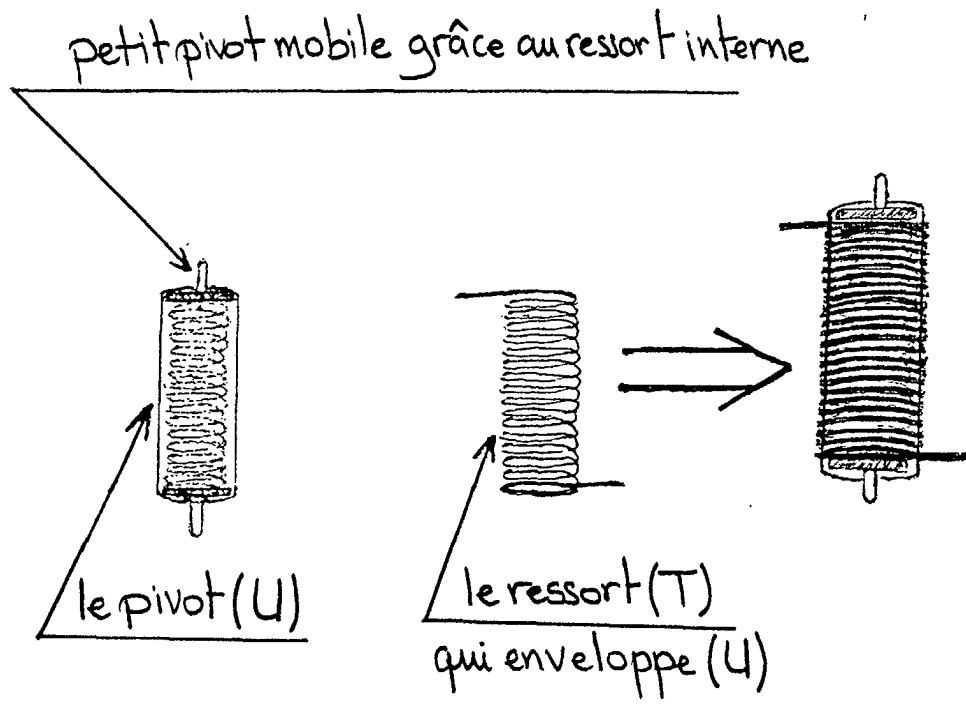 petit pivot mobile grâce au ressort interne
le pivot (U)
le ressort (T)
qui enveloppe (U)